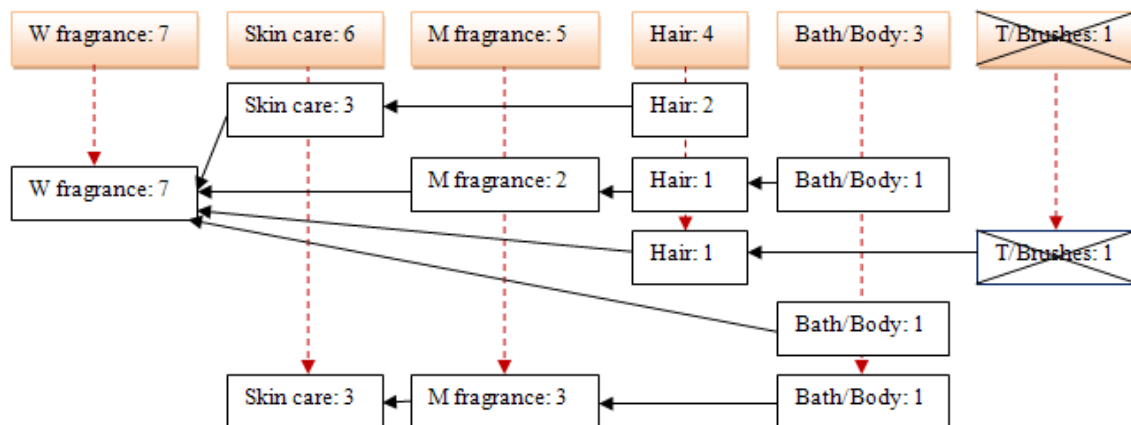 W fragrance: 7 Skin care: 6 M fragrance: 5 Hair: 4 Bath/Body: 3 T/Brushes: 1
Skin care: 3 Hair: 2
W fragrance: 7 M fragrance: 2 Hair: 1 Bath/Body: 1
Hair: 1 T/Brushes: 1
Bath/Body: 1
Skin care: 3 M fragrance: 3 Bath/Body: 1